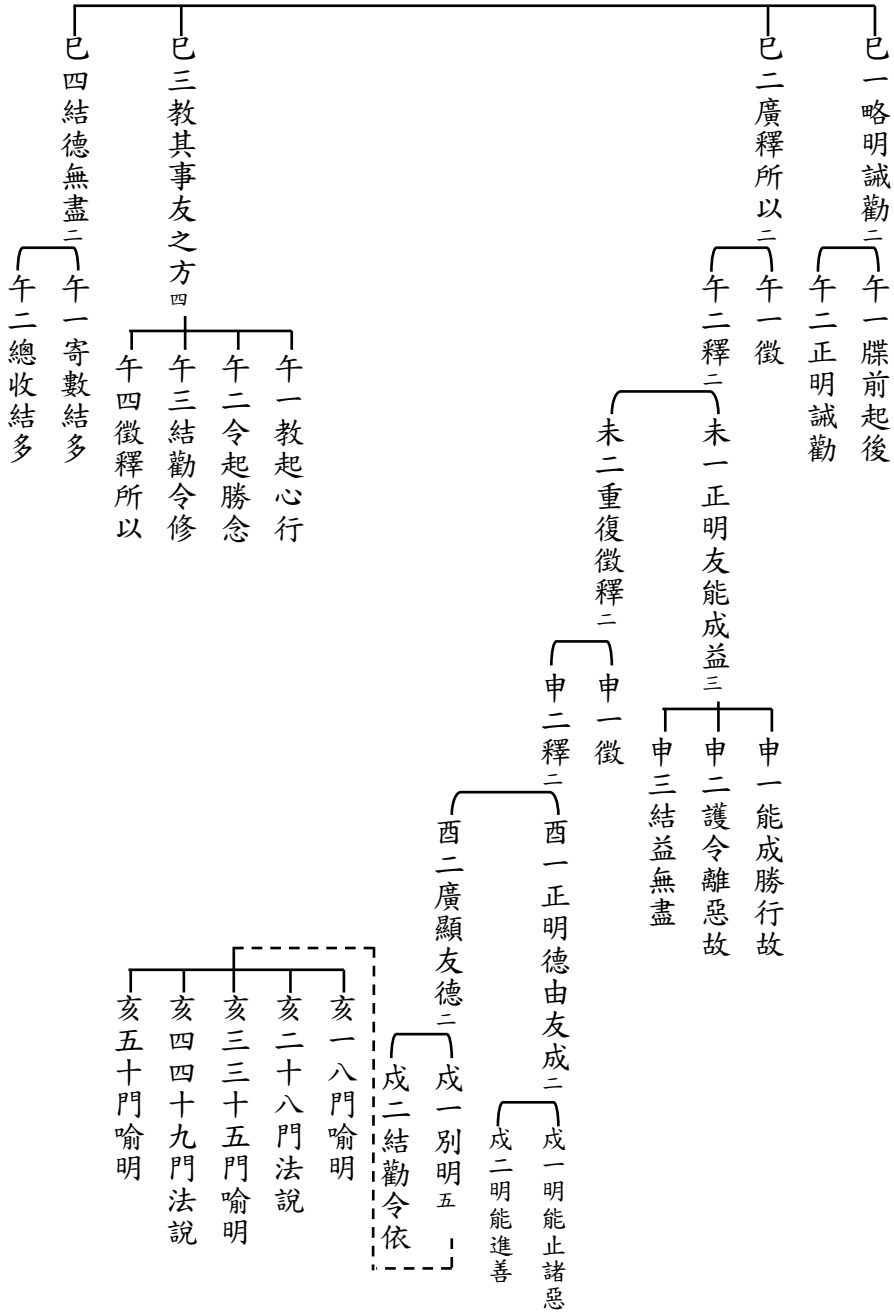 巳一略明誡勸二
午一牒前起後
午二正明誡勸
巳二廣釋所以二
午一徵
午二釋二
未一正明友能成益三
申一能成勝行故
申二護令離惡故
申三結益無盡
未二重復徵釋二
申一徵
申二釋二
酉一正明德由友成二
戍一明能止諸惡
戍二明能進善
酉二廣顯友德二
戍一別明五
亥一八門喻明
亥二十八門法說
亥三三十五門喻明
亥四四十九門法說
亥五十門喻明
戍二結勸令依
巳三教其事友之方四
午一教起心行
午二令起勝念
午三結勸令修
午四徵釋所以
巳四結德無盡二
午一寄數結多
午二總收結多